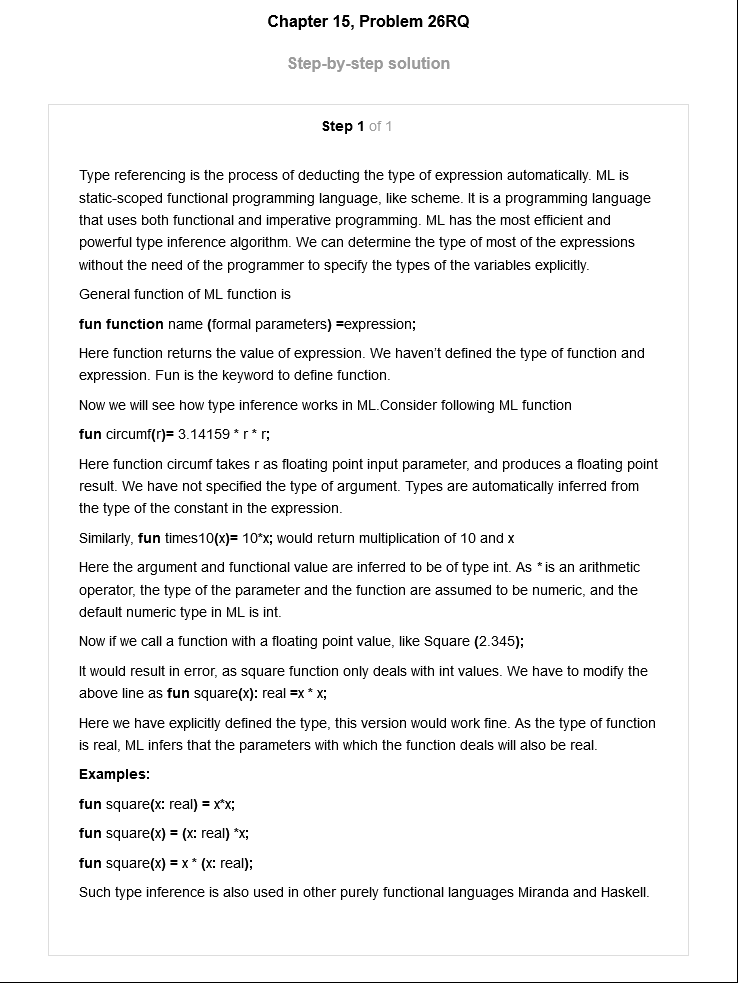 Chapter 15, Problem 26RQ
Step-by-step solution
Step 1 of 1
Type referencing is the process of deducting the type of expression automatically. ML is
static-scoped functional programming language, like scheme. It is a programming language
that uses both functional and imperative programming. ML has the most efficient and
powerful type inference algorithm. We can determine the type of most of the expressions
without the need of the programmer to specify the types of the variables explicitly.
General function of ML function is
fun function name (formal parameters) =expression;
Here function returns the value of expression. We haven't defined the type of function and
expression. Fun is the keyword to define function.
Now we will see how type inference works in ML.Consider following ML function
fun circumf(r)= 3.14159 * r * r;
Here function circumf takes r as floating point input parameter, and produces a floating point
result. We have not specified the type of argument. Types are automatically inferred from
the type of the constant in the expression.
Similarly, fun times10(x)= 10*x; would return multiplication of 10 and x
Here the argument and functional value are inferred to be of type int. As * is an arithmetic
operator, the type of the parameter and the function are assumed to be numeric, and the
default numeric type in ML is int.
Now if we call a function with a floating point value, like Square (2.345);
It would result in error, as square function only deals with int values. We have to modify the
above line as fun square(x): real =x * x;
Here we have explicitly defined the type, this version would work fine. As the type of function
is real, ML infers that the parameters with which the function deals will also be real.
Examples:
fun square(x: real) = x*x;
fun square(x) = (x: real) *x;
fun square(x) = x * (x: real);
Such type inference is also used in other purely functional languages Miranda and Haskell.